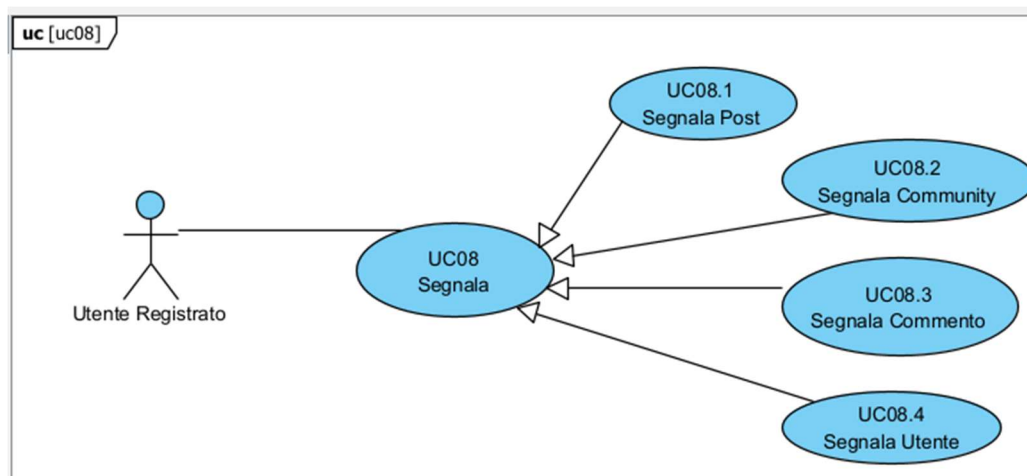 uc [uc08]
UC08.1
Segnala Post
UC08.2
Segnala Community
UC08
Segnala
UC08.3
Segnala Commento
Utente Registrato
UC08.4
Segnala Utente